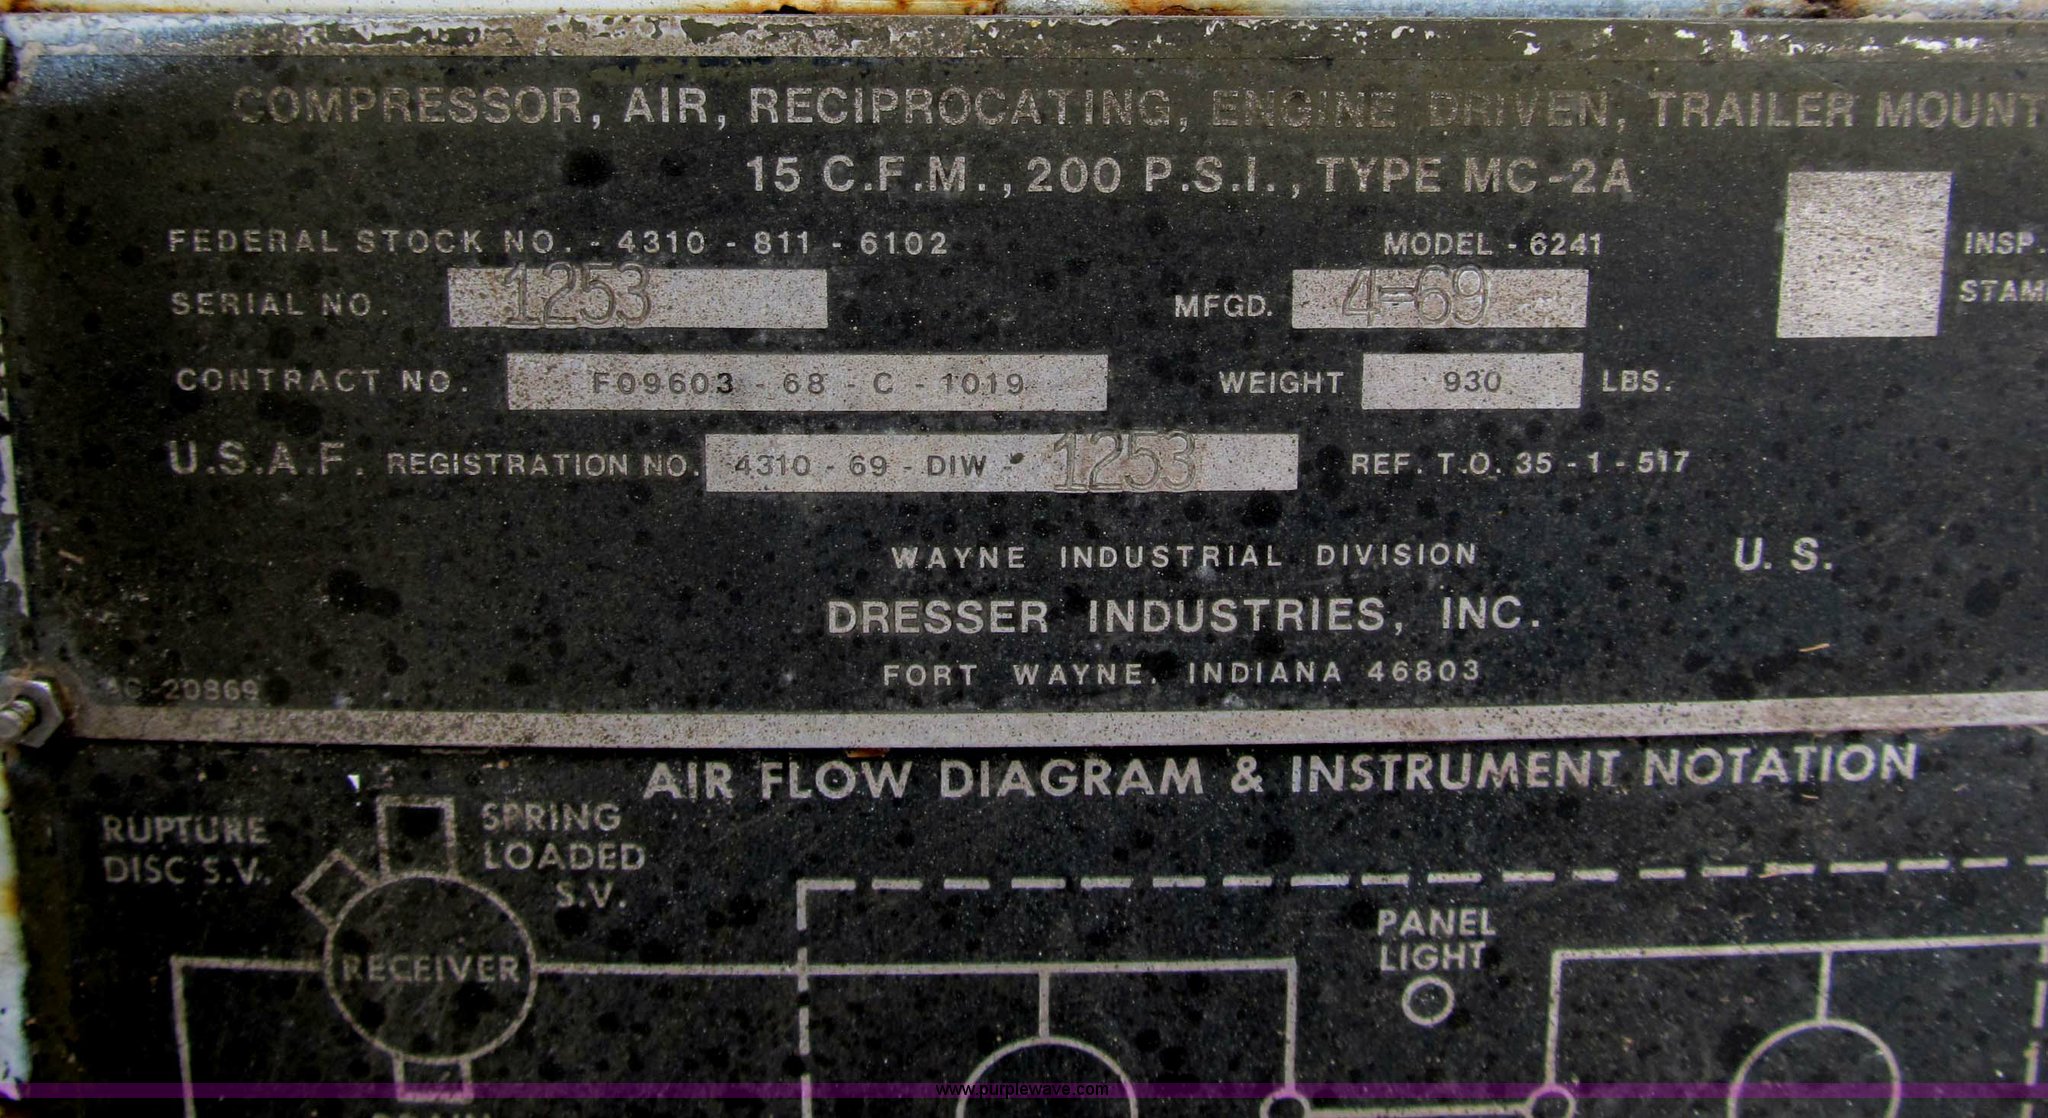 COMPRESSOR, AIR, RECIPROCATING, ENGINE DRIVEN, TRAILER MOUNT
15 C.F.M., 200 P.S.I., TYPE MC-2A
FEDERAL STOCK NO. - 4310 - 811 - 6102 MODEL - 6241 INSP.
SERIAL NO. 1253 MFGD. 4-69
CONTRACT NO. F09603 - 68 - C - 1019 WEIGHT 930 LBS.
U.S.A.F. REGISTRATION NO. 4310 - 69 - DIW - 1253 REF. T.O. 35 - 1 - 517
WAYNE INDUSTRIAL DIVISION U. S.
DRESSER INDUSTRIES, INC.
FORT WAYNE, INDIANA 46803
AIR FLOW DIAGRAM & INSTRUMENT NOTATION
RUPTURE
DISC S.V.
SPRING
LOADED
S.V.
RECEIVER
PANEL
LIGHT
www.purplewave.com